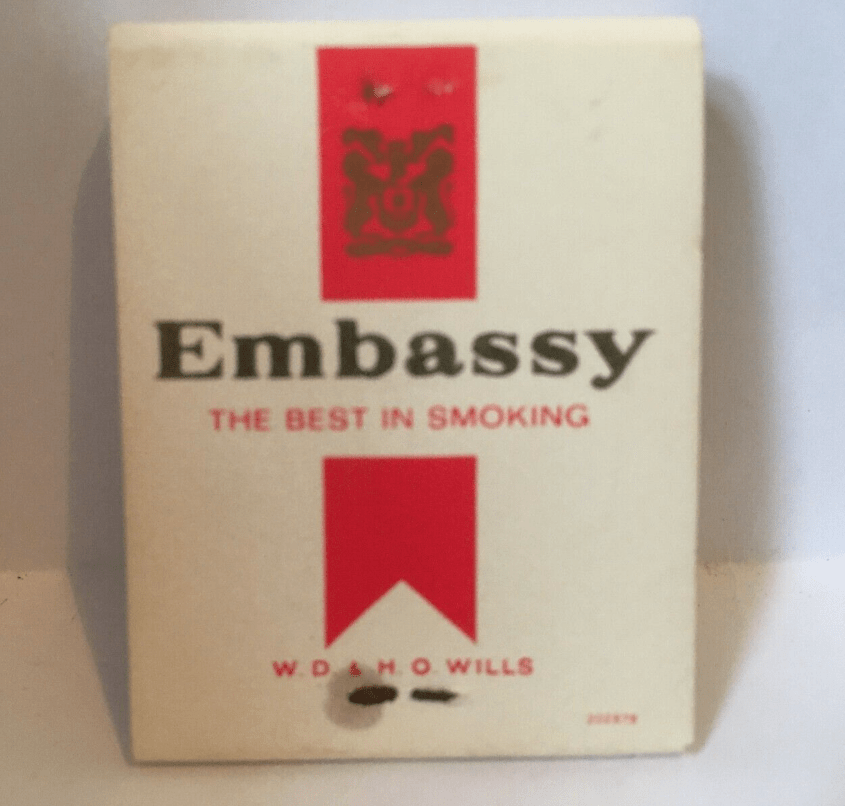 Embassy
THE BEST IN SMOKING
W. D. & H. O. WILLS